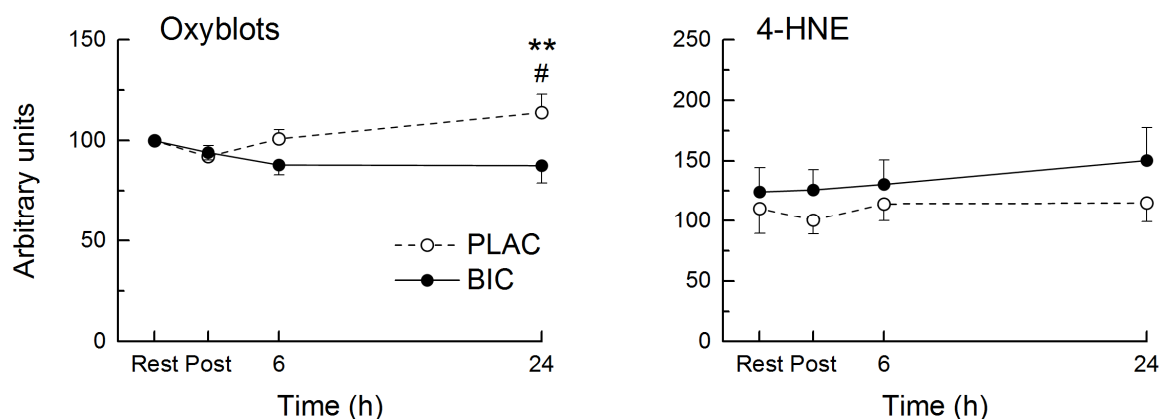 Oxyblots
150
100
50
0
Arbitrary units
**
#
PLAC
BIC
Rest Post 6 24
Time (h)
4-HNE
250
200
150
100
50
0
Rest Post 6 24
Time (h)